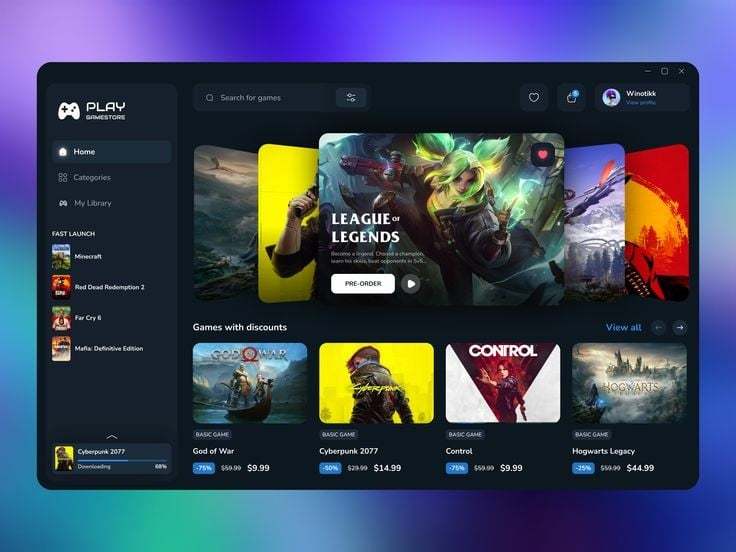 PLAY
GAMESTORE
Home
Categories
My Library
FAST LAUNCH
Minecraft
Red Dead Redemption 2
Far Cry 6
Mafia: Definitive Edition
Cyberpunk 2077
Downloading 68%
Search for games
Winotikk
View profile
LEAGUE OF
LEGENDS
Become a legend. Choose a champion,
learn his skills, beat opponents in 5v5...
PRE-ORDER
Games with discounts
View all
GOD OF WAR
BASIC GAME
God of War
-75% $59.99 $9.99
Cyberpunk
BASIC GAME
Cyberpunk 2077
-50% $29.99 $14.99
CONTROL
BASIC GAME
Control
-75% $59.99 $9.99
HOGWARTS
BASIC GAME
Hogwarts Legacy
-25% $59.99 $44.99